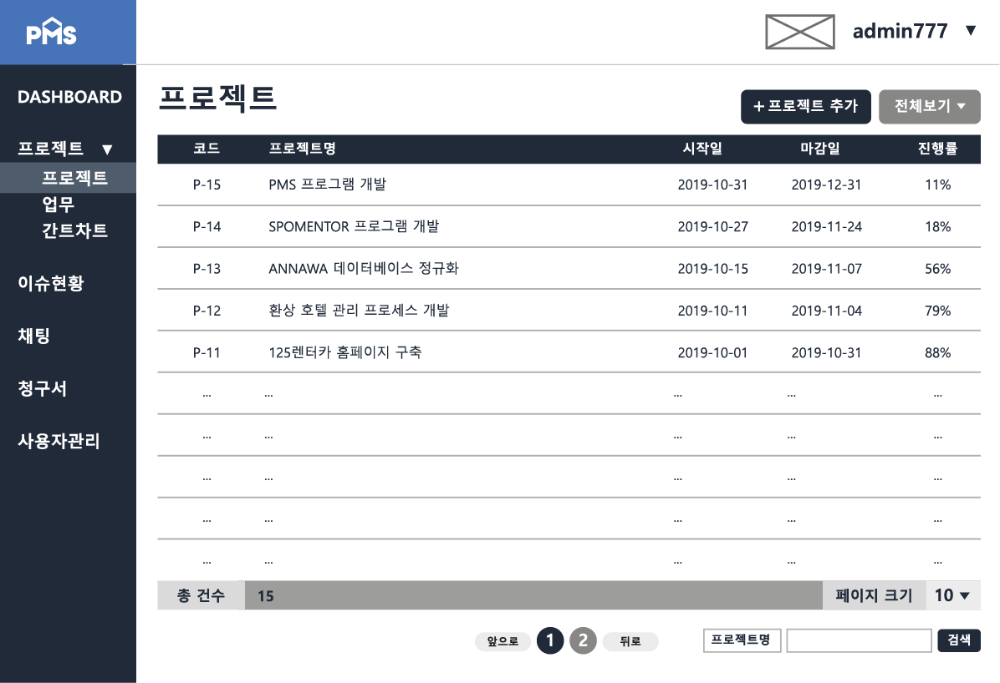 PMS
admin777 ▼
DASHBOARD
프로젝트 ▼
프로젝트
업무
간트차트
이슈현황
채팅
청구서
사용자관리
프로젝트
+ 프로젝트 추가
전체보기 ▼
코드 프로젝트명 시작일 마감일 진행률
P-15 PMS 프로그램 개발 2019-10-31 2019-12-31 11%
P-14 SPOMENTOR 프로그램 개발 2019-10-27 2019-11-24 18%
P-13 ANNAWA 데이터베이스 정규화 2019-10-15 2019-11-07 56%
P-12 환상 호텔 관리 프로세스 개발 2019-10-11 2019-11-04 79%
P-11 125렌터카 홈페이지 구축 2019-10-01 2019-10-31 88%
... ... ... ... ...
... ... ... ... ...
... ... ... ... ...
... ... ... ... ...
... ... ... ... ...
총 건수 15 페이지 크기 10 ▼
앞으로 1 2 뒤로
프로젝트명 검색